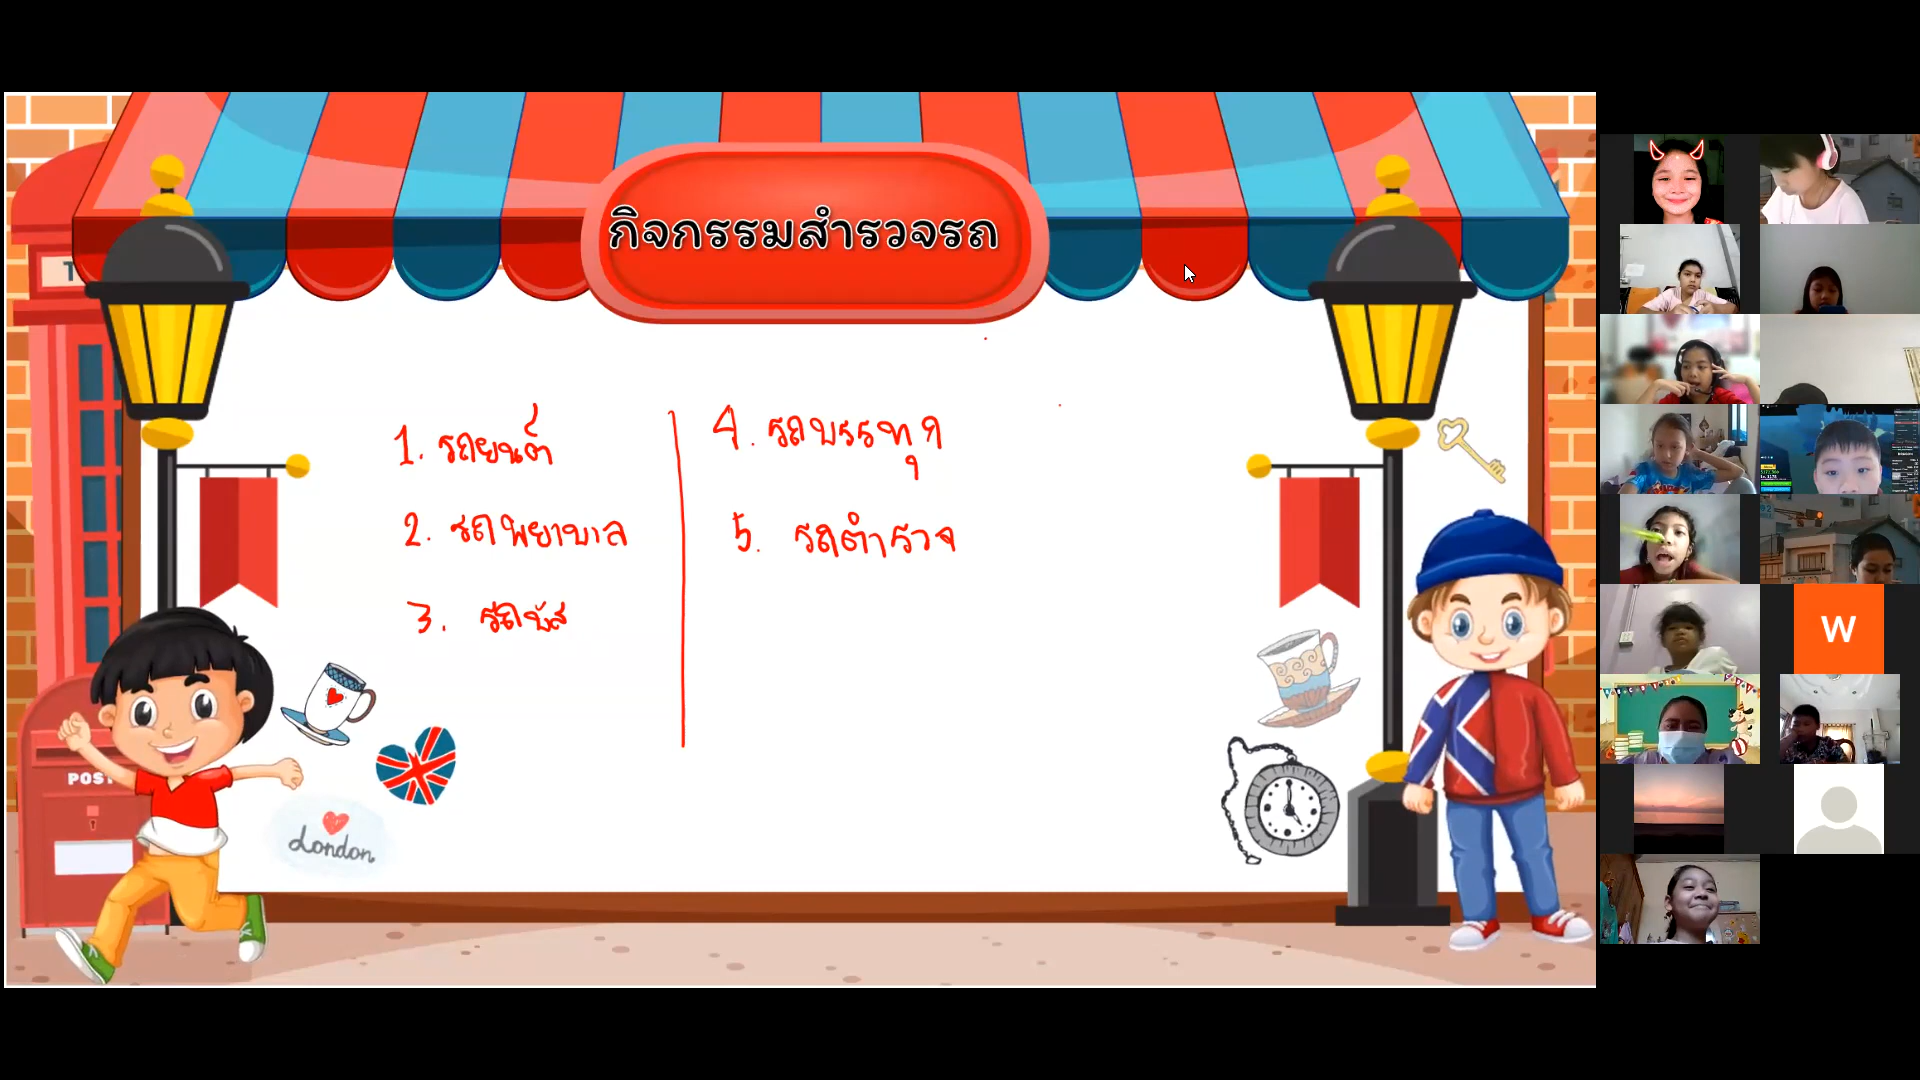 กิจกรรมสำรวจรถ
T
1. รถยนต์
2. รถพยาบาล
3. รถบัส
4. รถบรรทุก
5. รถตำรวจ
POST
London
W